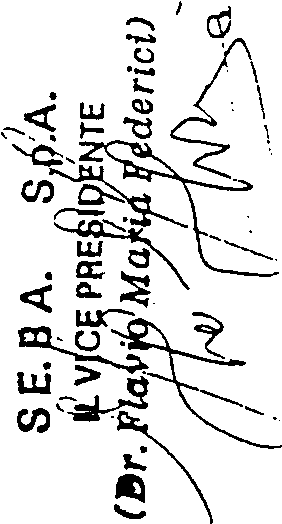 S E. B A. S.p.A.
IL VICE PRESIDENTE
(Dr. Flavio Maria Federici)